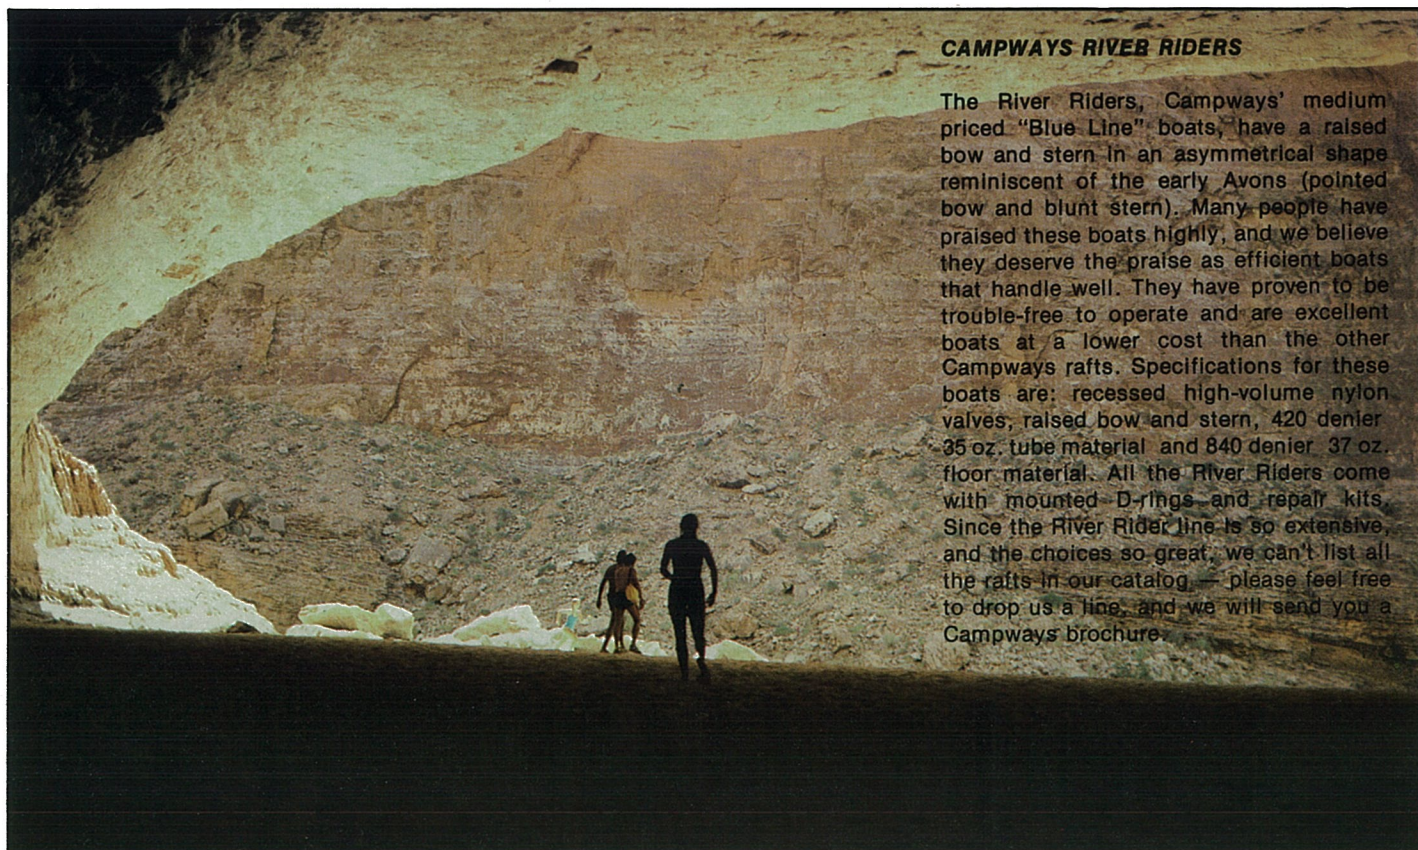 CAMPWAYS RIVER RIDERS
The River Riders, Campways' medium
priced "Blue Line" boats, have a raised
bow and stern in an asymmetrical shape
reminiscent of the early Avons (pointed
bow and blunt stern). Many people have
praised these boats highly, and we believe
they deserve the praise as efficient boats
that handle well. They have proven to be
trouble-free to operate and are excellent
boats at a lower cost than the other
Campways rafts. Specifications for these
boats are: recessed high-volume nylon
valves, raised bow and stern, 420 denier
35 oz. tube material and 840 denier 37 oz.
floor material. All the River Riders come
with mounted D-rings and repair kits.
Since the River Rider line is so extensive,
and the choices so great, we can't list all
the rafts in our catalog — please feel free
to drop us a line, and we will send you a
Campways brochure.